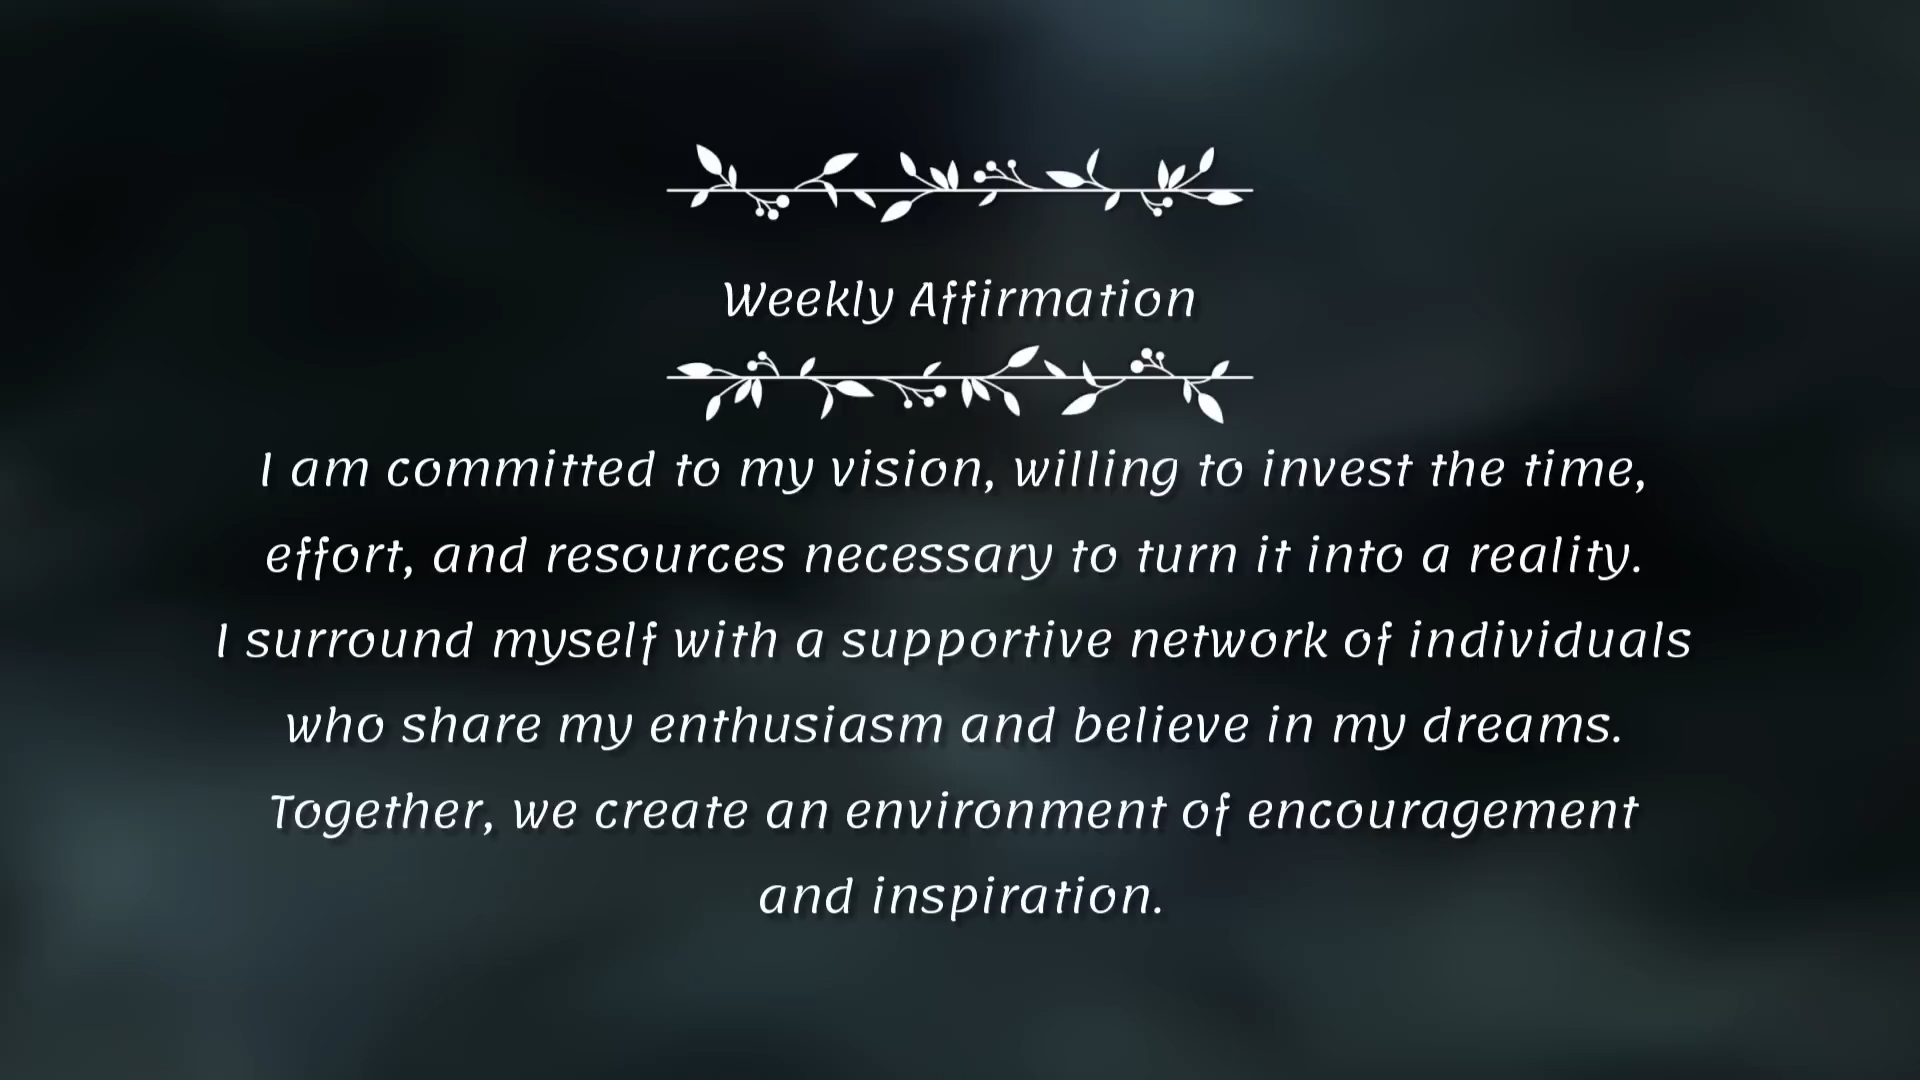 Weekly Affirmation
I am committed to my vision, willing to invest the time,
effort, and resources necessary to turn it into a reality.
I surround myself with a supportive network of individuals
who share my enthusiasm and believe in my dreams.
Together, we create an environment of encouragement
and inspiration.